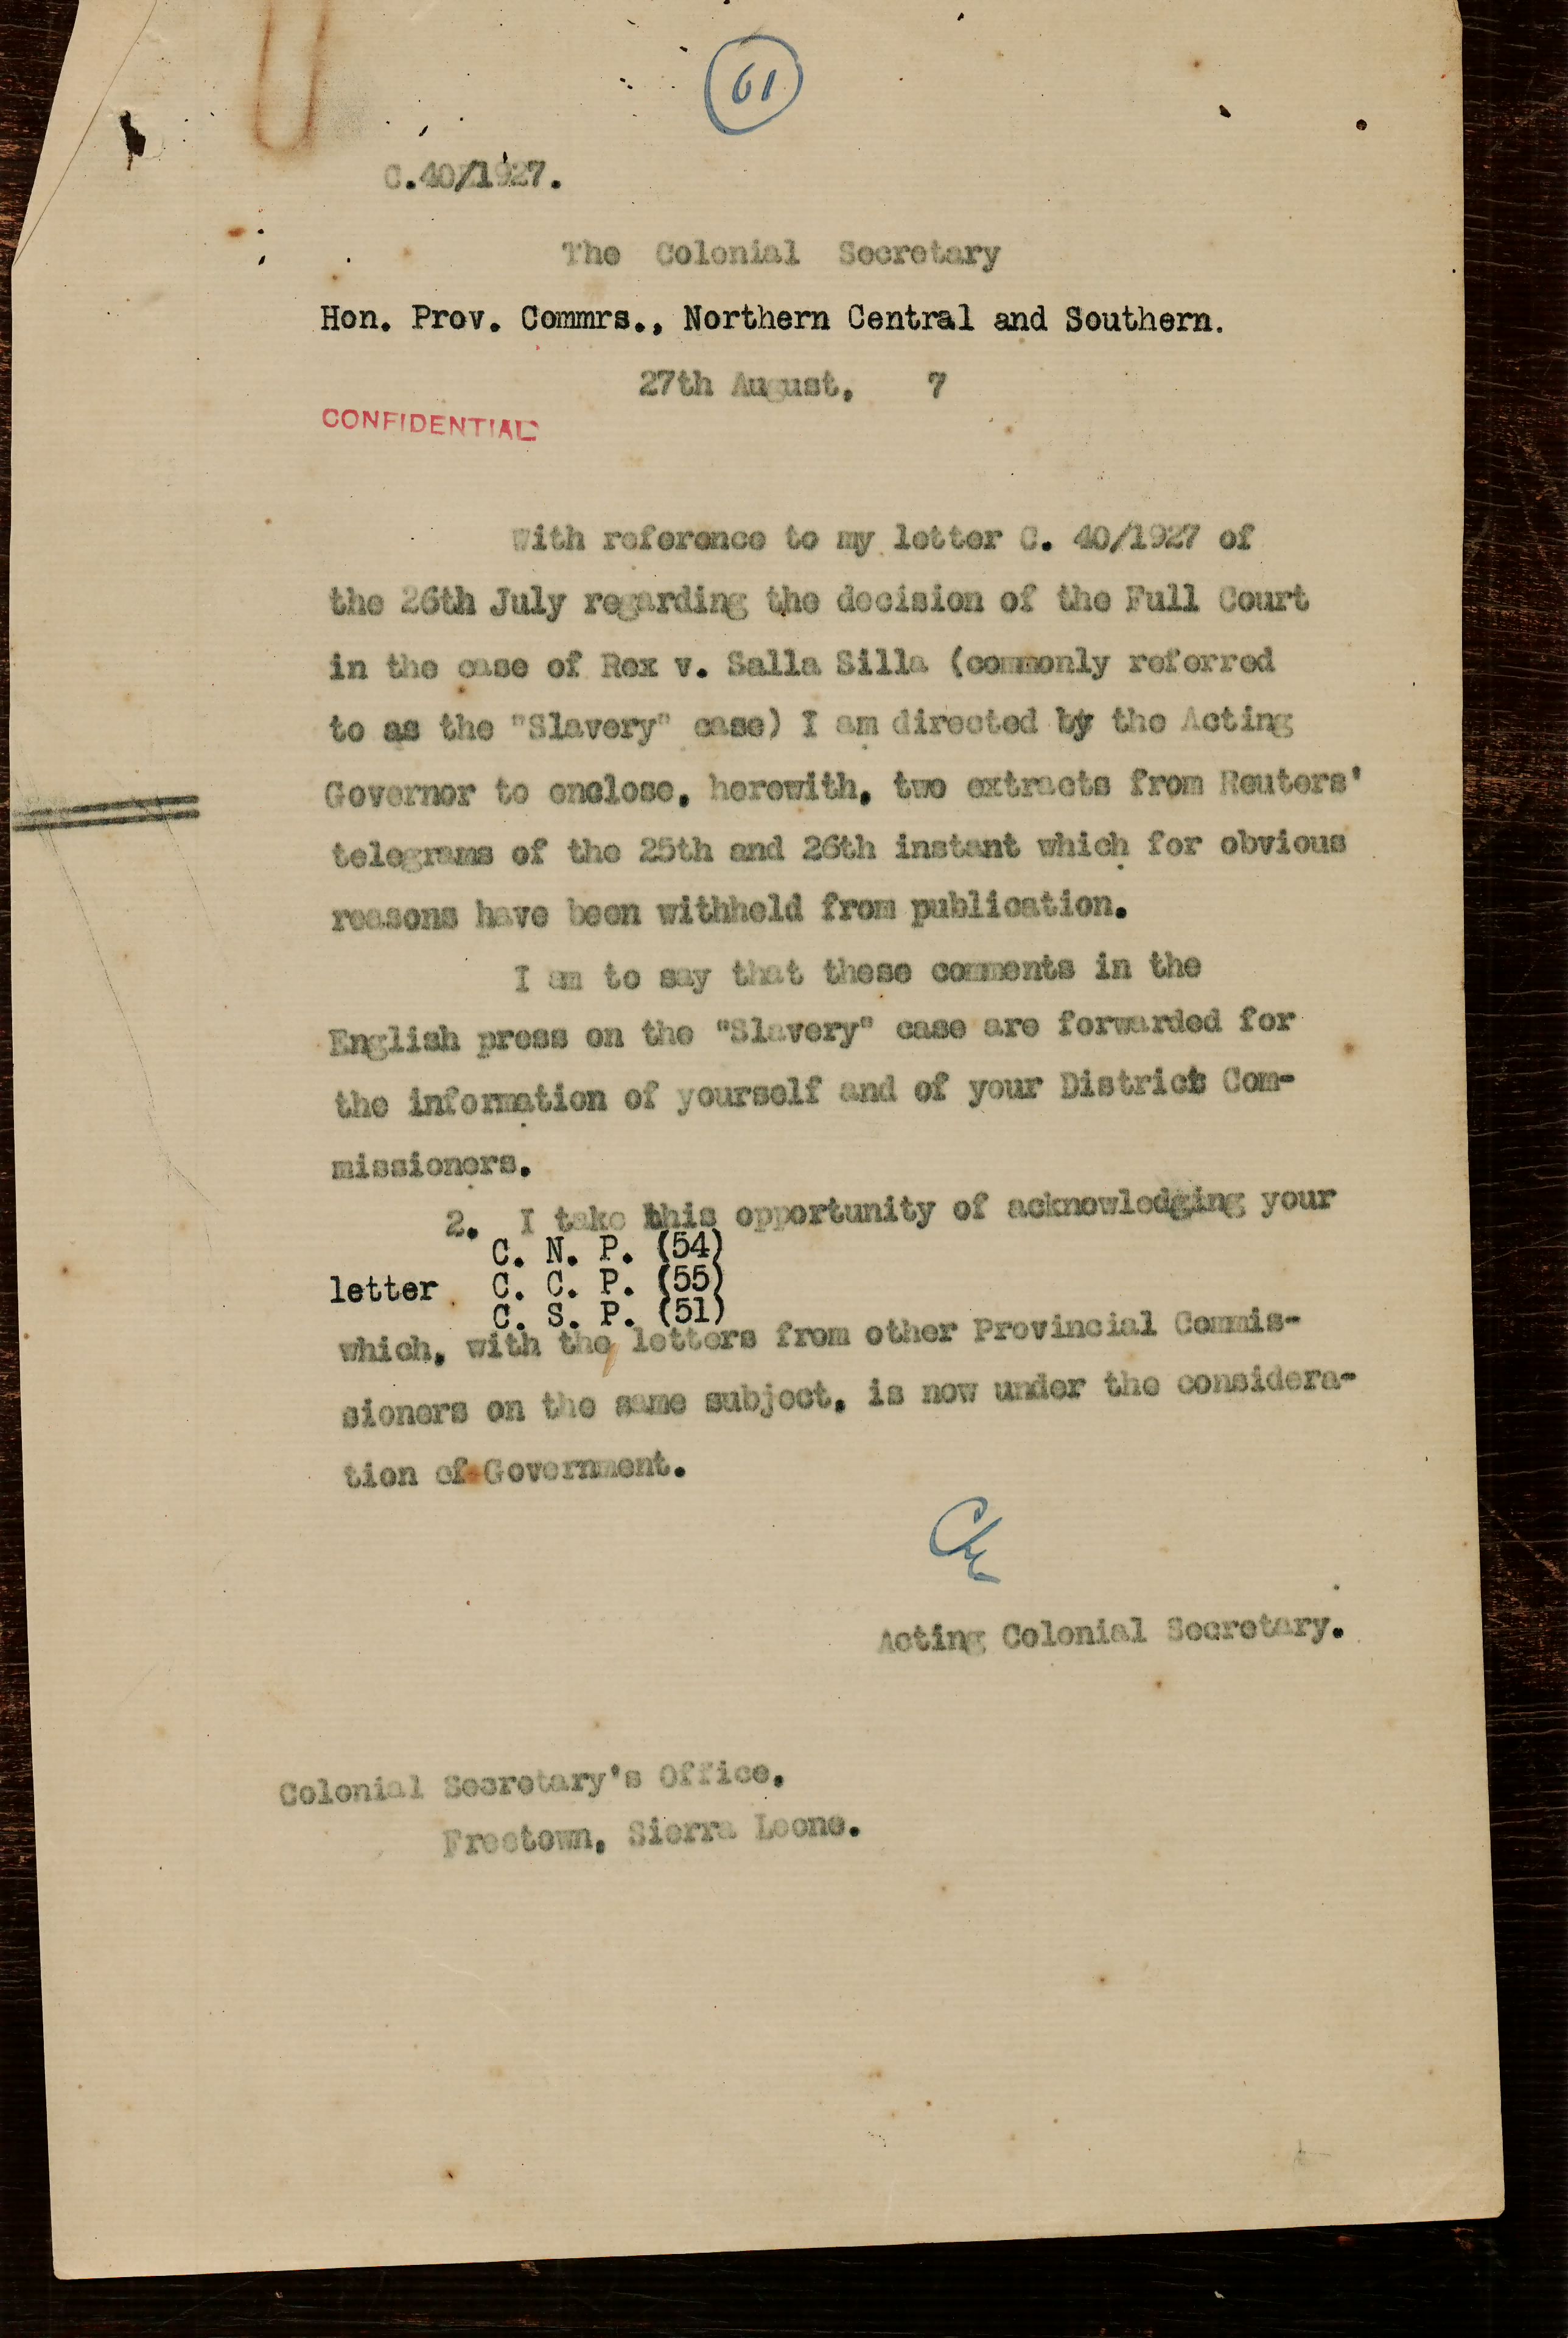 61
C.40/1927.
The Colonial Secretary
Hon. Prov. Commrs., Northern Central and Southern.
27th August, 7
CONFIDENTIAL
With reference to my letter C. 40/1927 of
the 26th July regarding the decision of the Full Court
in the case of Rex v. Salla Silla (commonly referred
to as the "Slavery" case) I am directed by the Acting
Governor to enclose, herewith, two extracts from Reuters'
telegrams of the 25th and 26th instant which for obvious
reasons have been withheld from publication.
I am to say that these comments in the
English press on the "Slavery" case are forwarded for
the information of yourself and of your District Com-
missioners.
2. I take this opportunity of acknowledging your
C. N. P. (54)
letter C. C. P. (55)
C. S. P. (51)
which, with the letters from other Provincial Commis-
sioners on the same subject, is now under the considera-
tion of Government.
Acting Colonial Secretary.
Colonial Secretary's Office,
Freetown, Sierra Leone.